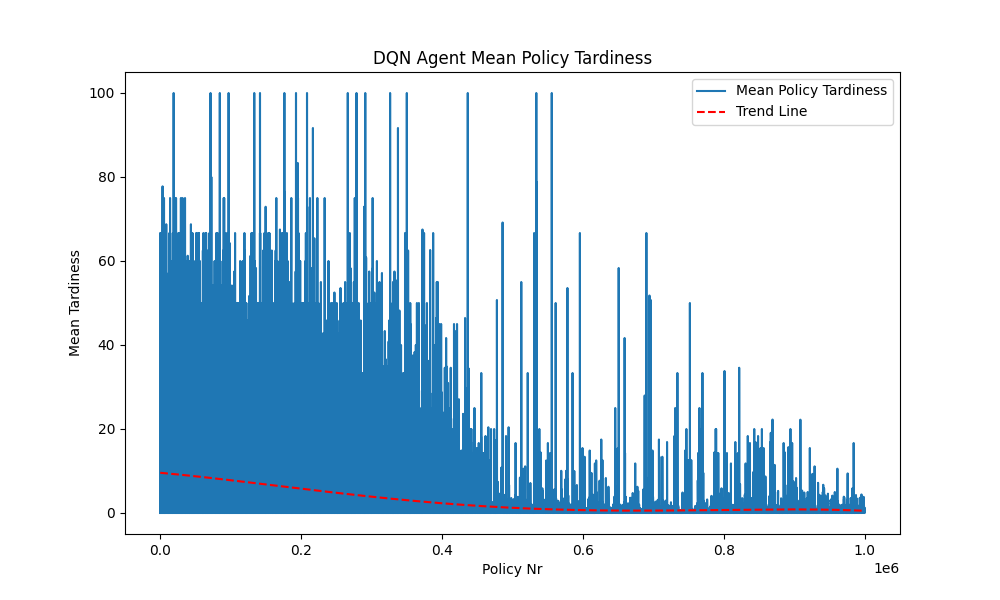 DQN Agent Mean Policy Tardiness
Mean Policy Tardiness
Trend Line
Mean Tardiness
100
80
60
40
20
0
0.0
0.2
0.4
0.6
0.8
1.0
1e6
Policy Nr